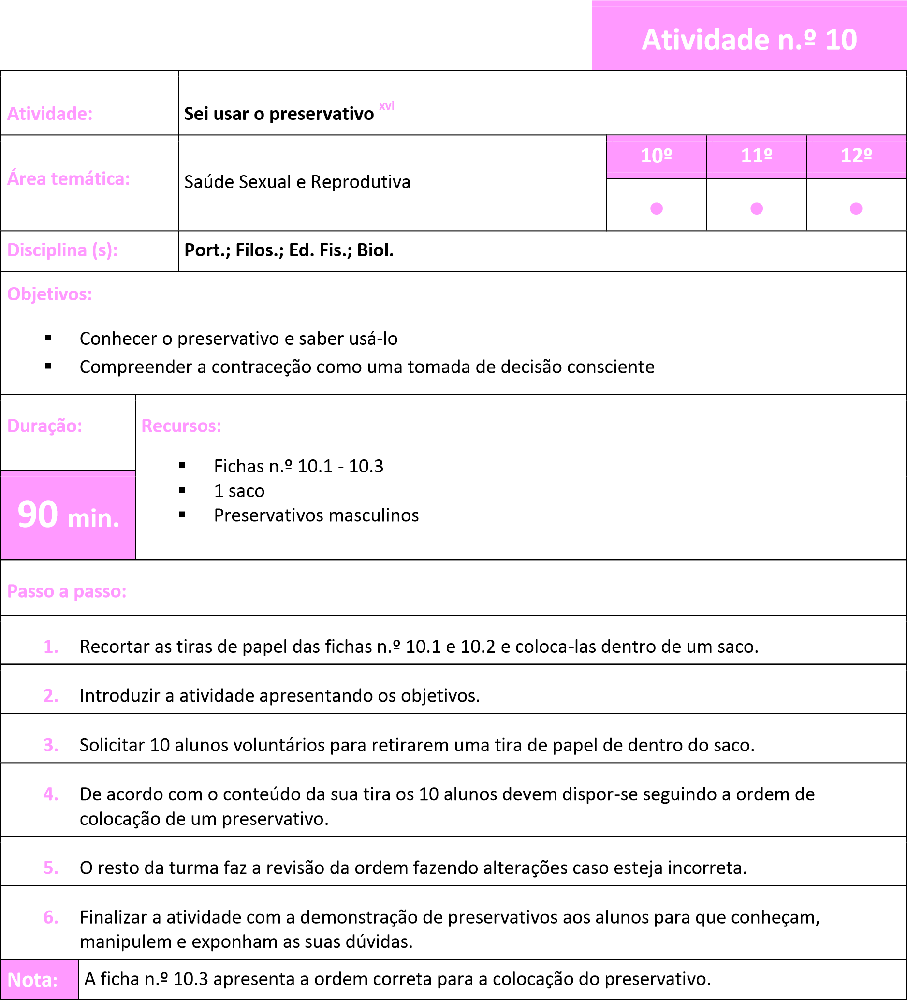 Atividade n.º 10
Atividade:
Sei usar o preservativo xvi
Área temática:
Saúde Sexual e Reprodutiva
10º
11º
12º
Disciplina (s):
Port.; Filos.; Ed. Fis.; Biol.
Objetivos:
Conhecer o preservativo e saber usá-lo
Compreender a contraceção como uma tomada de decisão consciente
Duração:
90 min.
Recursos:
Fichas n.º 10.1 - 10.3
1 saco
Preservativos masculinos
Passo a passo:
1. Recortar as tiras de papel das fichas n.º 10.1 e 10.2 e coloca-las dentro de um saco.
2. Introduzir a atividade apresentando os objetivos.
3. Solicitar 10 alunos voluntários para retirarem uma tira de papel de dentro do saco.
4. De acordo com o conteúdo da sua tira os 10 alunos devem dispor-se seguindo a ordem de
colocação de um preservativo.
5. O resto da turma faz a revisão da ordem fazendo alterações caso esteja incorreta.
6. Finalizar a atividade com a demonstração de preservativos aos alunos para que conheçam,
manipulem e exponham as suas dúvidas.
Nota: A ficha n.º 10.3 apresenta a ordem correta para a colocação do preservativo.